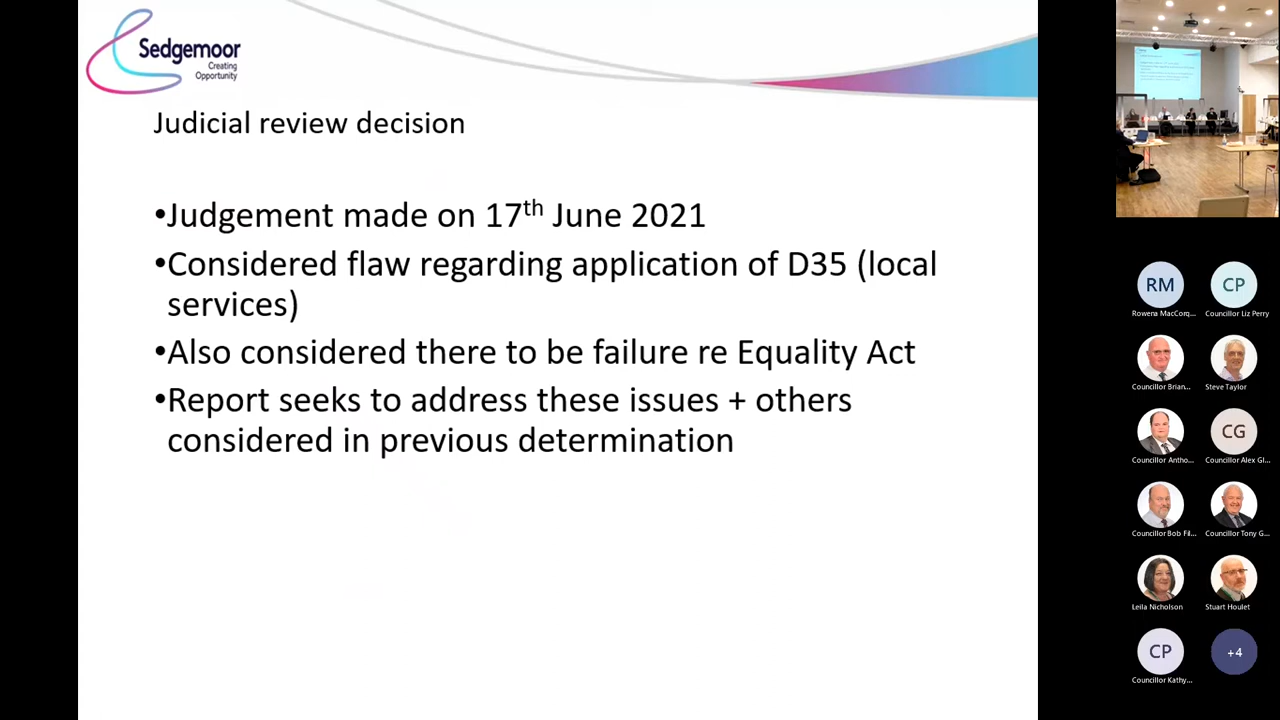 Sedgemoor
Creating
Opportunity
Judicial review decision
•Judgement made on 17th June 2021
•Considered flaw regarding application of D35 (local
services)
•Also considered there to be failure re Equality Act
•Report seeks to address these issues + others
considered in previous determination
RM
CP
Rowena MacCorq...
Councillor Liz Perry
Councillor Brian...
Steve Taylor
CG
Councillor Antho...
Councillor Alex Gl...
Councillor Bob Fil...
Councillor Tony G...
Leila Nicholson
Stuart Houlet
CP
+4
Councillor Kathy...